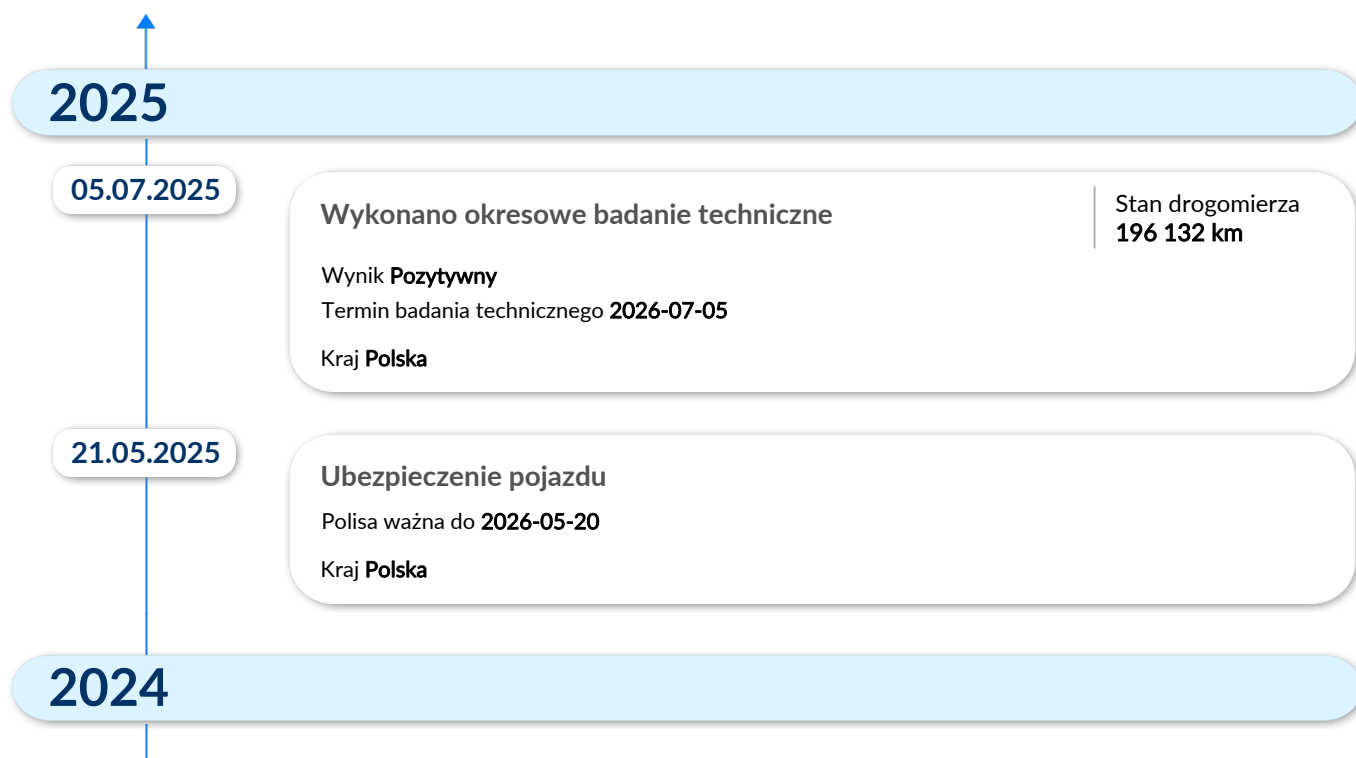 2025
05.07.2025
Wykonano okresowe badanie techniczne
Stan drogomierza
196 132 km
Wynik Pozytywny
Termin badania technicznego 2026-07-05
Kraj Polska
21.05.2025
Ubezpieczenie pojazdu
Polisa ważna do 2026-05-20
Kraj Polska
2024